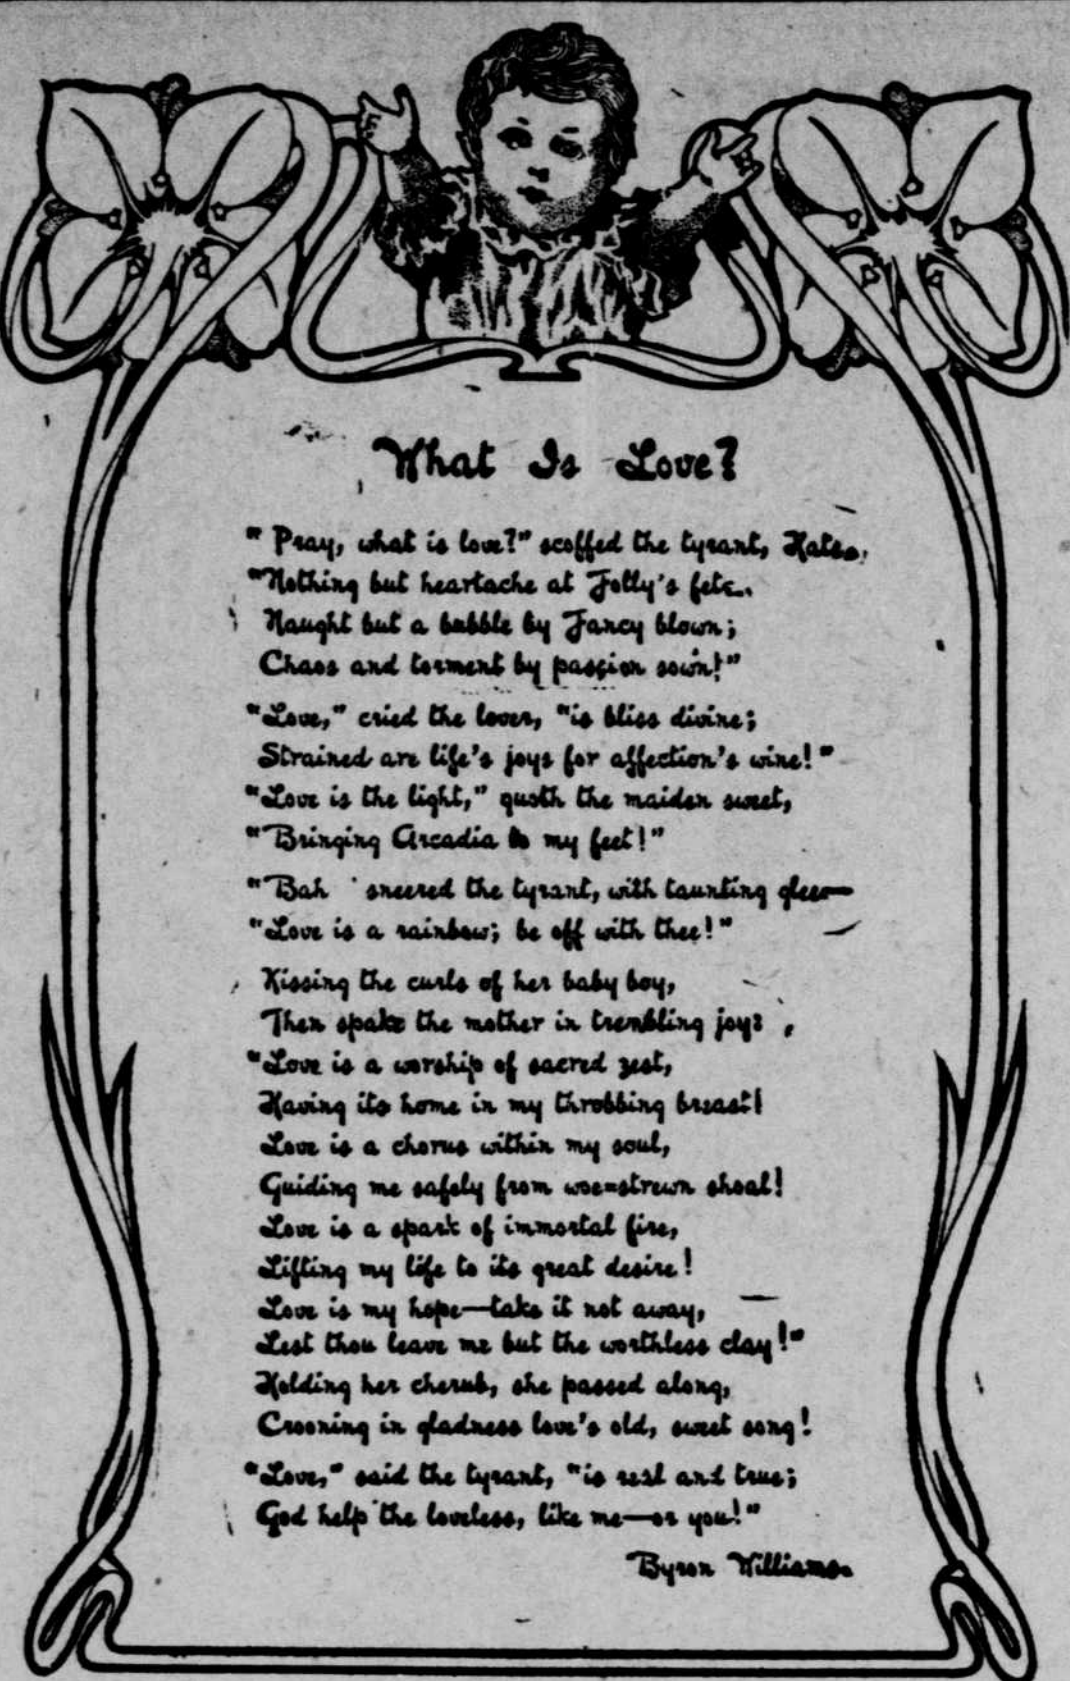 What Is Love?
"Pray, what is love?" scoffed the tyrant, Hate.
"Nothing but heartache at Folly's fete.
Naught but a bubble by Fancy blown;
Chaos and torment by passion sown!"
"Love," cried the lover, "is bliss divine;
Strained are life's joys for affection's wine!"
"Love is the light," quoth the maiden sweet,
"Bringing Arcadia to my feet!"
"Bah" sneered the tyrant, with taunting glee—
"Love is a rainbow; be off with thee!"
Kissing the curls of her baby boy,
Then spake the mother in trembling joy:
"Love is a worship of sacred zest,
Having its home in my throbbing breast!
Love is a chorus within my soul,
Guiding me safely from woe-strewn shoal!
Love is a spark of immortal fire,
Lifting my life to its great desire!
Love is my hope—take it not away,
Lest thou leave me but the worthless clay!"
Holding her cherub, she passed along,
Crooning in gladness love's old, sweet song!
"Love," said the tyrant, "is real and true;
God help the loveless, like me—or you!"
Byron Williams.